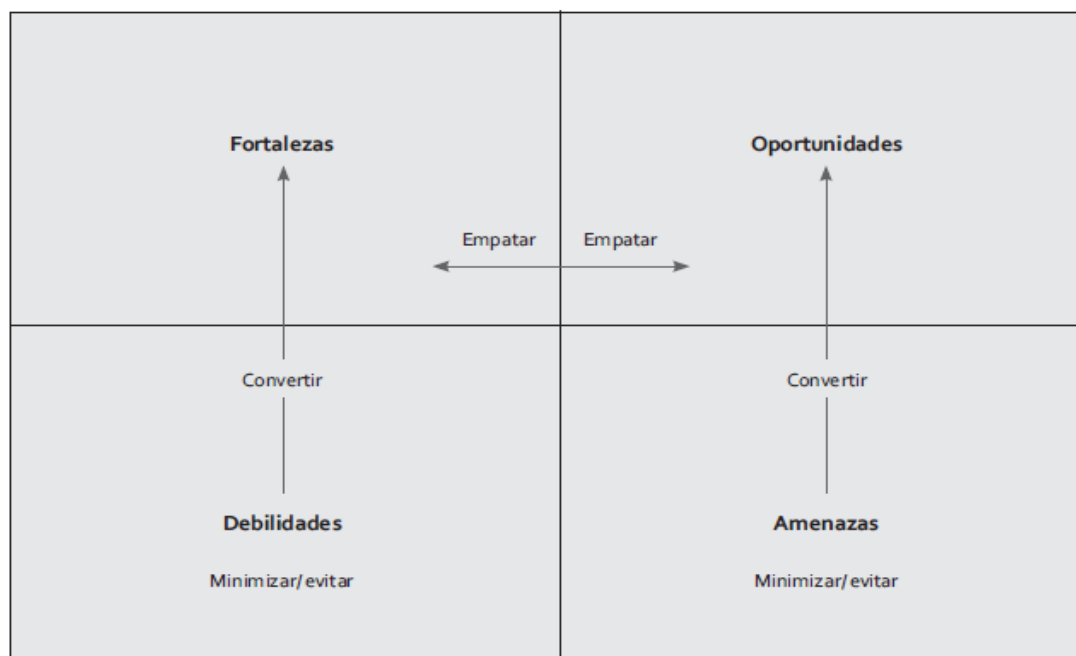 Fortalezas
Oportunidades
Empatar
Empatar
Convertir
Convertir
Debilidades
Amenazas
Minimizar/evitar
Minimizar/evitar